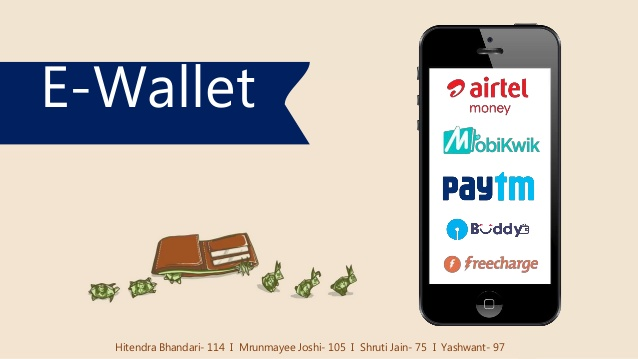 E-Wallet
airtel
money
MobiKwik
paytm
Buddy
freecharge
Hitendra Bhandari- 114 I Mrunmayee Joshi- 105 I Shruti Jain- 75 I Yashwant- 97